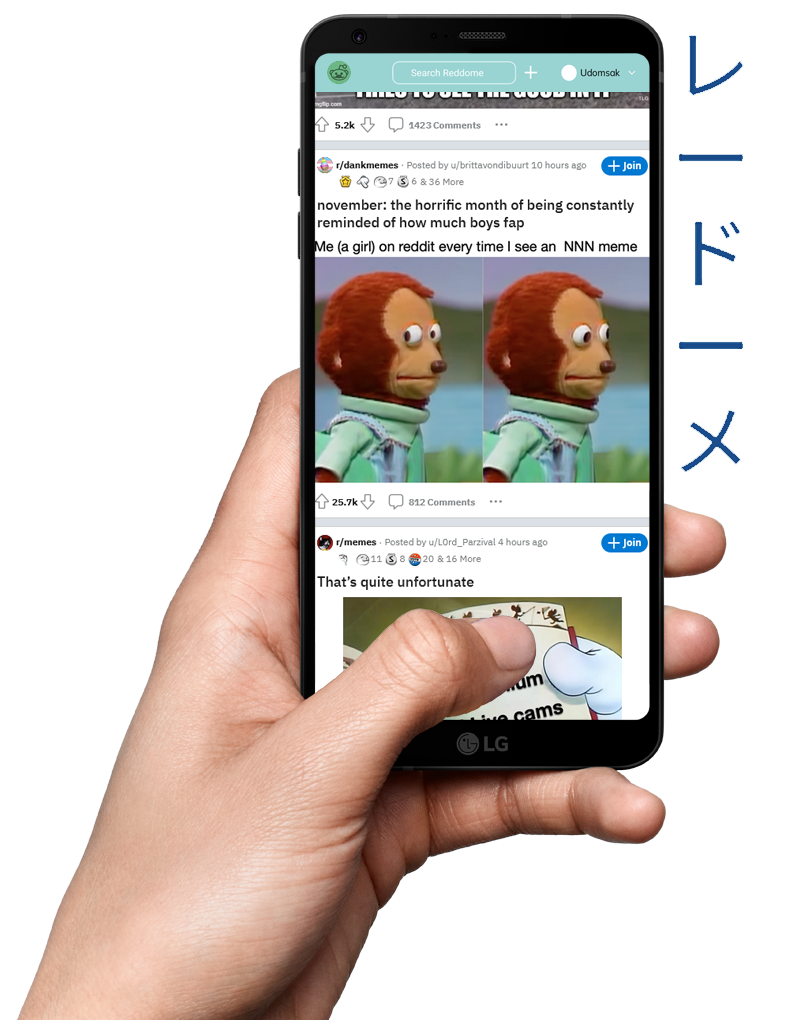 Search Reddome
Udomsak
TRIES TO SEE THE GOOD IN IT
mgflip.com
5.2k
1423 Comments
r/dankmemes · Posted by u/brittavondibuurt 10 hours ago
Join
7 S 6 & 36 More
november: the horrific month of being constantly
reminded of how much boys fap
Me (a girl) on reddit every time I see an NNN meme
25.7k
812 Comments
r/memes · Posted by u/L0rd_Parzival 4 hours ago
Join
11 S 8 20 & 16 More
That's quite unfortunate
um
cams
LG
レードーメ